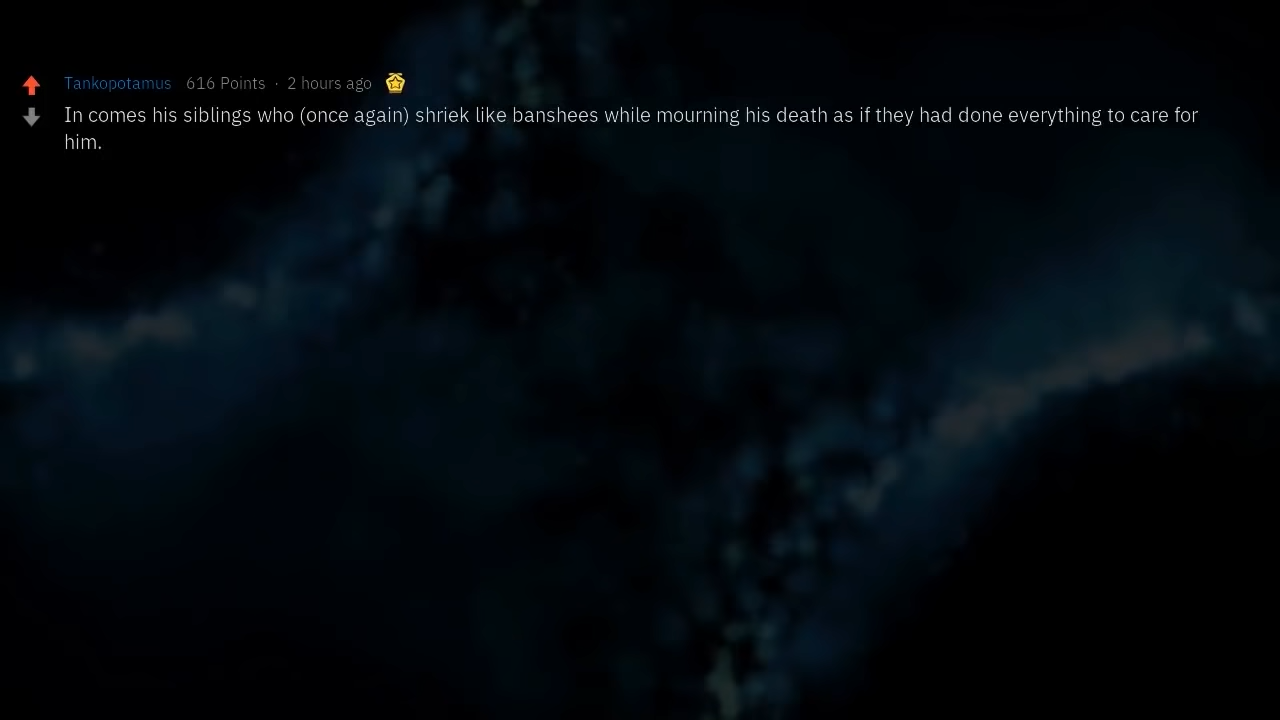 Tankopotamus 616 Points · 2 hours ago
In comes his siblings who (once again) shriek like banshees while mourning his death as if they had done everything to care for
him.